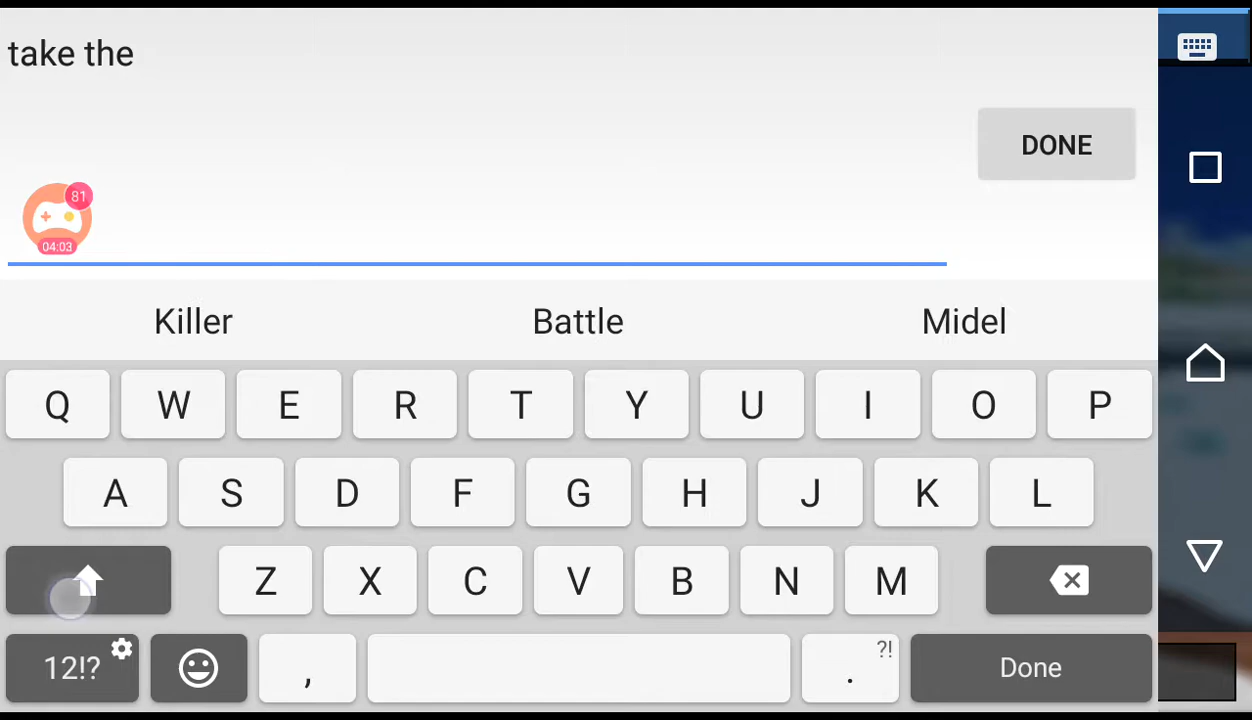 take the
DONE
81
04:03
Killer Battle Midel
Q W E R T Y U I O P
A S D F G H J K L
Z X C V B N M
12!? , . ?! Done